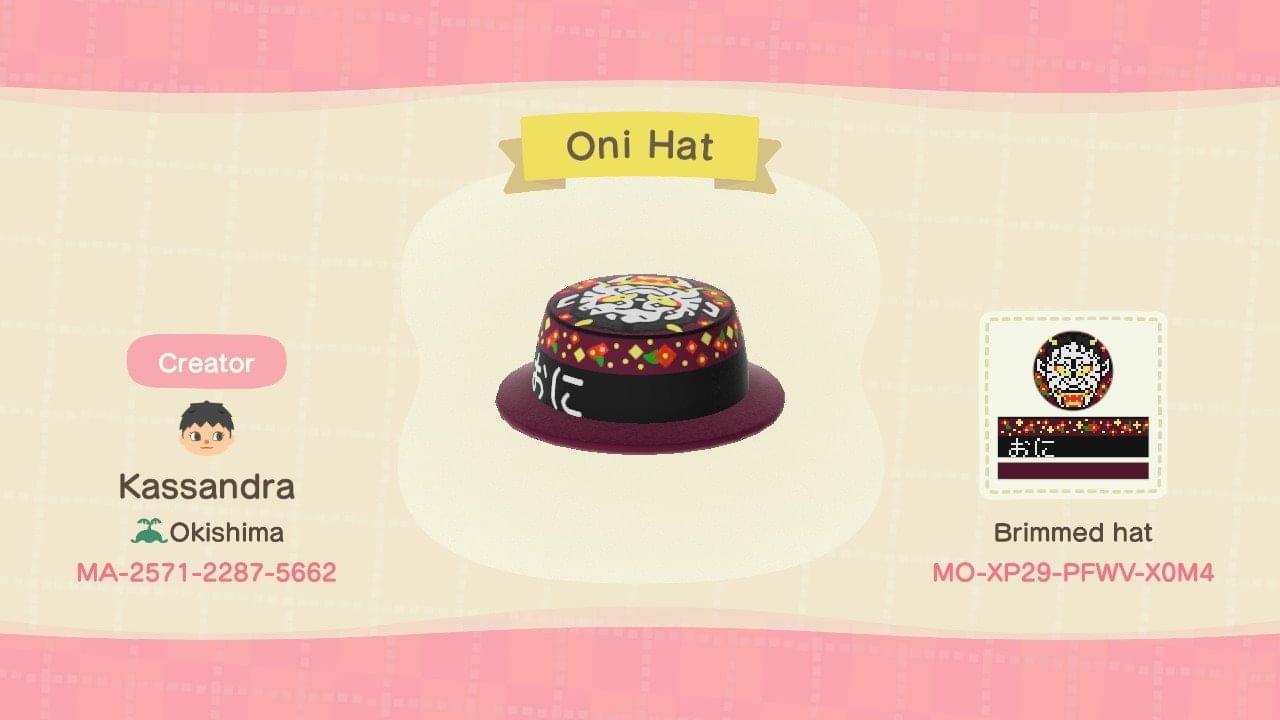 Oni Hat
おに
Creator
Kassandra
Okishima
MA-2571-2287-5662
おに
Brimmed hat
MO-XP29-PFWV-X0M4